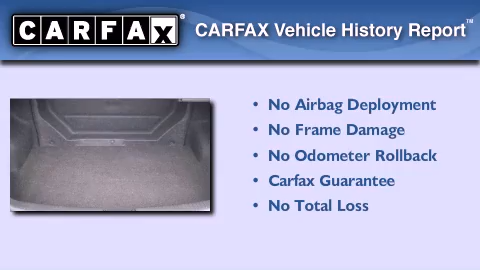 CARFAX®
CARFAX Vehicle History Report™
• No Airbag Deployment
• No Frame Damage
• No Odometer Rollback
• Carfax Guarantee
• No Total Loss